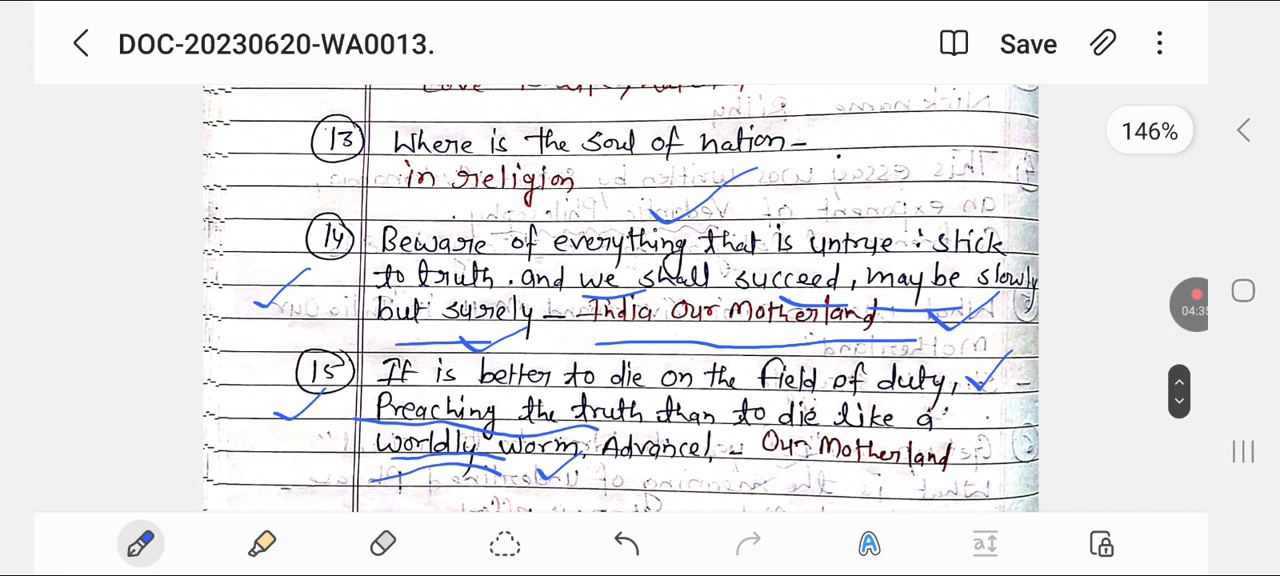 DOC-20230620-WA0013.
Save
146%
13 Where is the soul of nation -
in religion
14 Beware of everything that is untrue : stick
to truth. and we shall succeed, may be slowly
but surely - India Our Motherland
04:35
15 It is better to die on the field of duty,
Preaching the truth than to die like a
worldly worm. Advance!, - Our Motherland